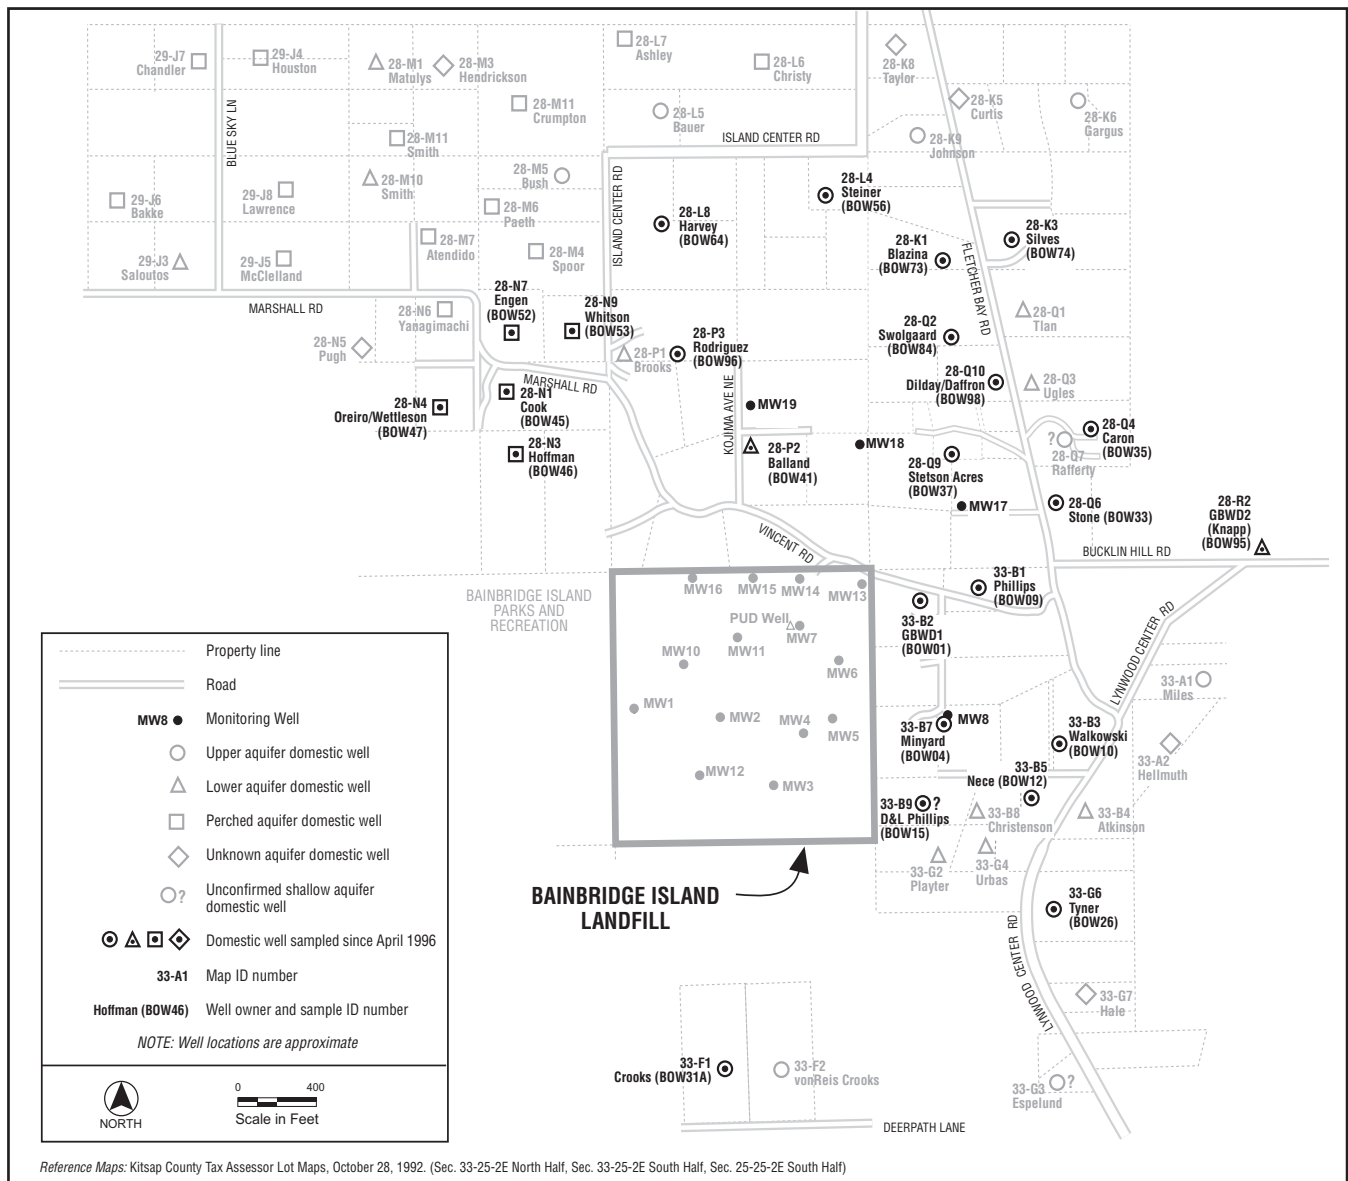 29-J7
Chandler
29-J4
Houston
28-M1
Matulys
28-M3
Hendrickson
28-L7
Ashley
28-L6
Christy
28-K8
Taylor
28-K5
Curtis
28-K6
Gargus
28-M11
Crumpton
28-L5
Bauer
ISLAND CENTER RD
28-K9
Johnson
BLUE SKY LN
28-M11
Smith
28-M5
Bush
28-M10
Smith
29-J6
Bakke
29-J8
Lawrence
28-M6
Paeth
ISLAND CENTER RD
28-L8
Harvey
(BOW64)
28-L4
Steiner
(BOW56)
28-K1
Blazina
(BOW73)
28-K3
Silves
(BOW74)
FLETCHER BAY RD
28-M7
Atendido
28-M4
Spoor
29-J3
Saloutos
29-J5
McClelland
MARSHALL RD
28-N6
Yanagimachi
28-N7
Engen
(BOW52)
28-N9
Whitson
(BOW53)
28-N5
Pugh
28-P1
Brooks
28-P3
Rodriguez
(BOW96)
28-Q2
Swolgaard
(BOW84)
28-Q1
Tlan
28-Q10
Dilday/Daffron
(BOW98)
28-Q3
Ugles
MARSHALL RD
28-N1
Cook
(BOW45)
28-N4
Oreiro/Wettleson
(BOW47)
28-N3
Hoffman
(BOW46)
KOJIMA AVE NE
MW19
MW18
28-P2
Balland
(BOW41)
28-Q9
Stetson Acres
(BOW37)
28-Q4
Caron
(BOW35)
?
28-Q7
Rafferty
MW17
28-Q6
Stone (BOW33)
28-R2
GBWD2
(Knapp)
(BOW95)
BUCKLIN HILL RD
VINCENT RD
33-B1
Phillips
(BOW09)
33-B2
GBWD1
(BOW01)
BAINBRIDGE ISLAND
PARKS AND
RECREATION
MW16
MW15
MW14
MW13
PUD Well
MW7
MW10
MW11
MW6
MW1
MW2
MW4
MW5
MW12
MW3
LYNWOOD CENTER RD
33-A1
Miles
MW8
33-B7
Minyard
(BOW04)
33-B3
Walkowski
(BOW10)
33-A2
Hellmuth
33-B5
Nece (BOW12)
33-B9
?
D&L Phillips
(BOW15)
33-B8
Christenson
33-B4
Atkinson
33-G2
Playter
33-G4
Urbas
BAINBRIDGE ISLAND
LANDFILL
33-G6
Tyner
(BOW26)
LYNWOOD CENTER RD
33-G7
Hale
33-F1
Crooks (BOW31A)
33-F2
vonReis Crooks
33-G3
Espelund
?
DEERPATH LANE
Property line
Road
MW8
Monitoring Well
Upper aquifer domestic well
Lower aquifer domestic well
Perched aquifer domestic well
Unknown aquifer domestic well
?
Unconfirmed shallow aquifer
domestic well
Domestic well sampled since April 1996
33-A1
Map ID number
Hoffman (BOW46)
Well owner and sample ID number
NOTE: Well locations are approximate
NORTH
0 400
Scale in Feet
Reference Maps: Kitsap County Tax Assessor Lot Maps, October 28, 1992. (Sec. 33-25-2E North Half, Sec. 33-25-2E South Half, Sec. 25-25-2E South Half)